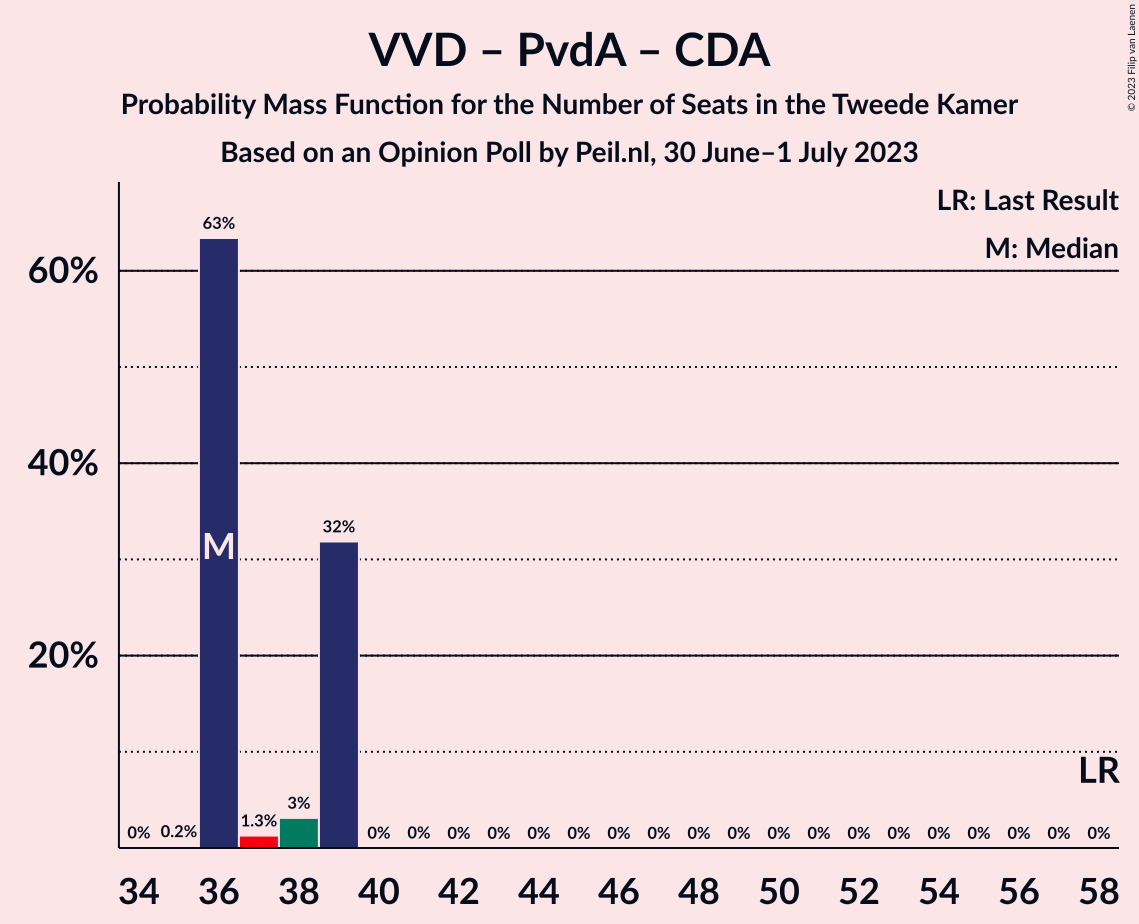 © 2023 Filip van Laenen
VVD – PvdA – CDA
Probability Mass Function for the Number of Seats in the Tweede Kamer
Based on an Opinion Poll by Peil.nl, 30 June–1 July 2023
LR: Last Result
M: Median
60%
40%
20%
0% 0.2% 63% 1.3% 3% 32% 0% 0% 0% 0% 0% 0% 0% 0% 0% 0% 0% 0% 0% 0% 0% 0% 0% 0% 0%
M
LR
34 36 38 40 42 44 46 48 50 52 54 56 58